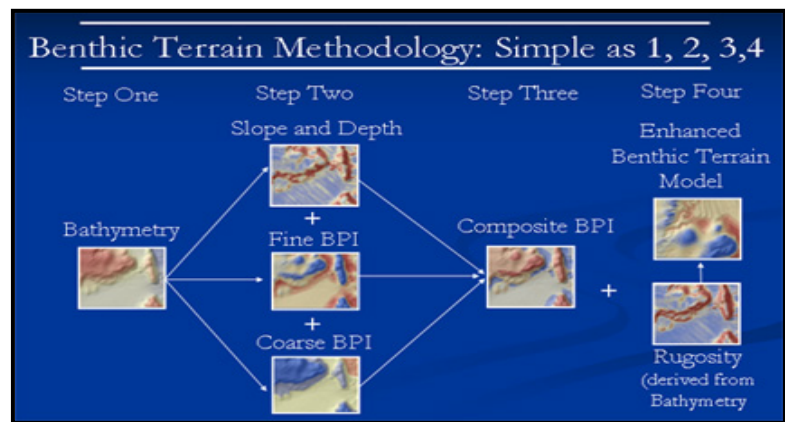 Benthic Terrain Methodology: Simple as 1, 2, 3,4
Step One
Step Two
Step Three
Step Four
Slope and Depth
+
Fine BPI
+
Coarse BPI
Bathymetry
Composite BPI
+
Enhanced
Benthic Terrain
Model
Rugosity
(derived from
Bathymetry